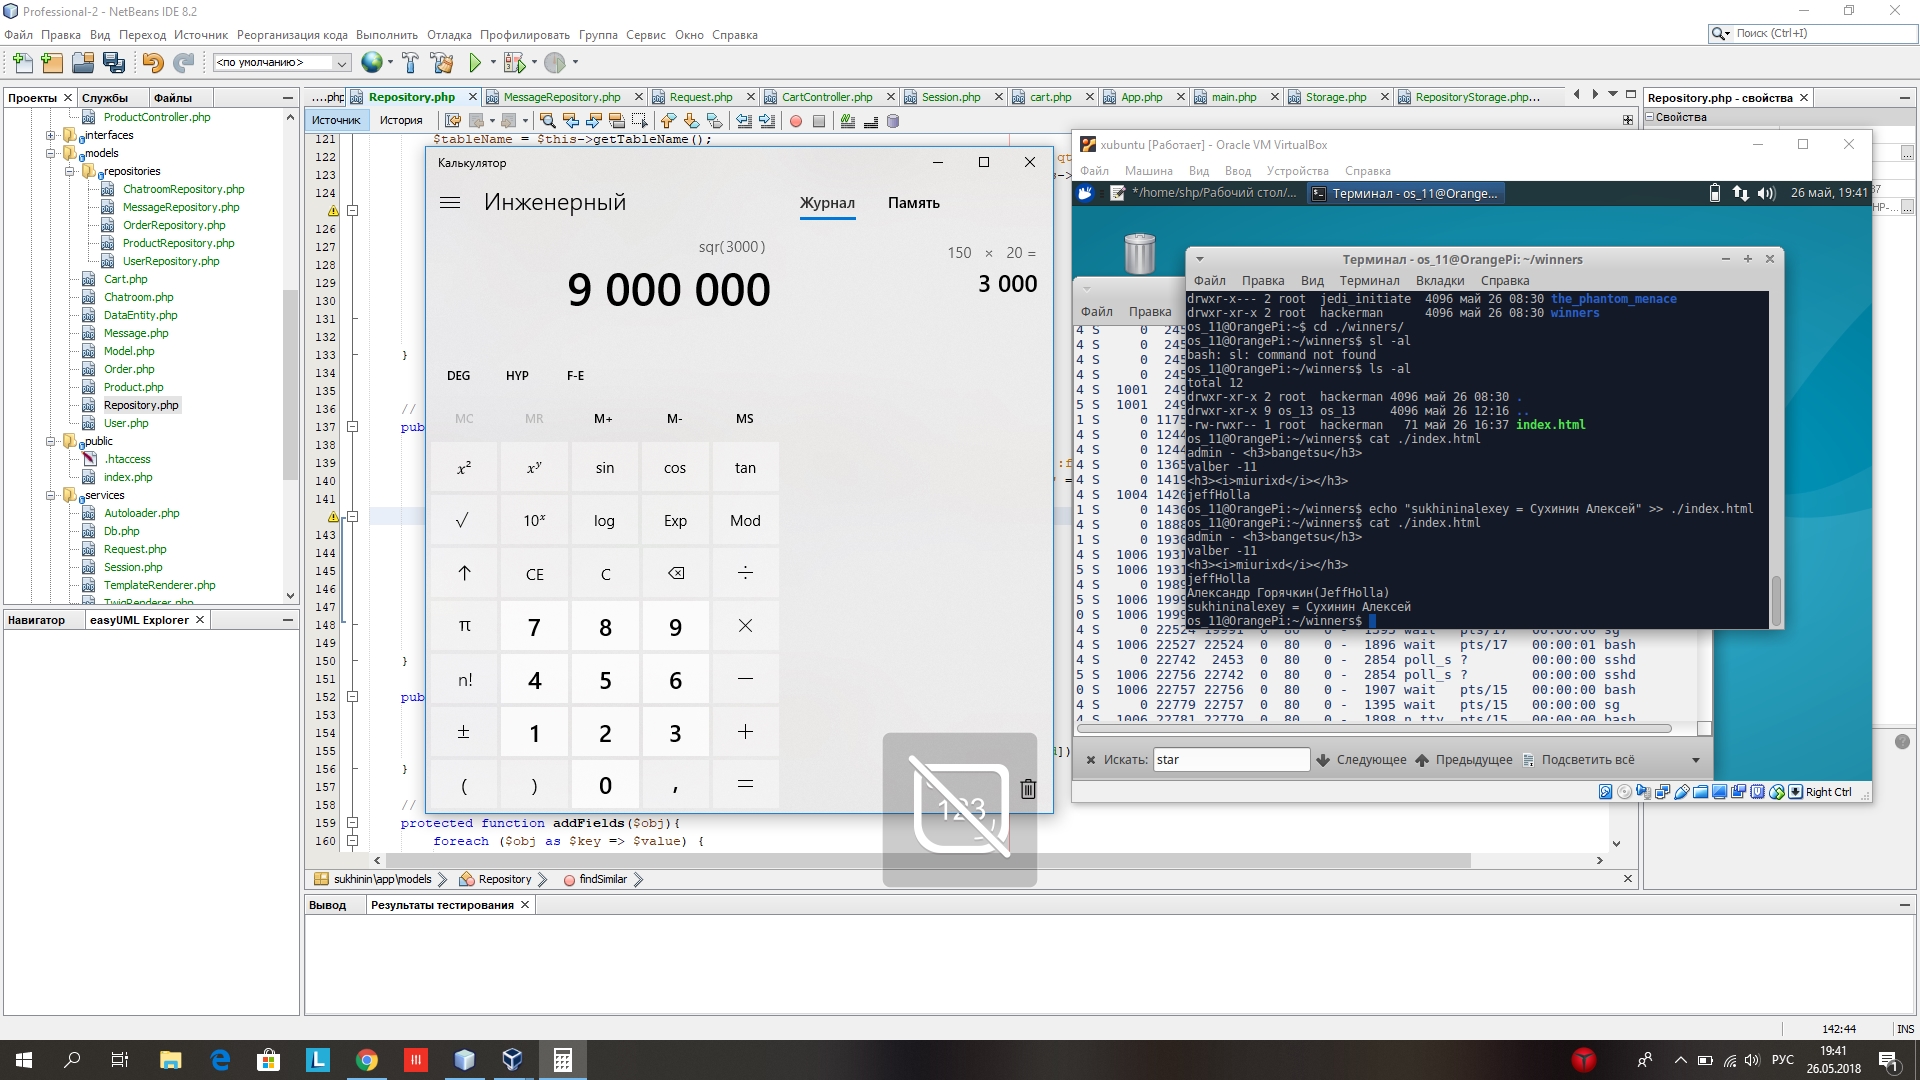 Professional-2 - NetBeans IDE 8.2
Файл Правка Вид Переход Источник Реорганизация кода Выполнить Отладка Профилировать Группа Сервис Окно Справка
Поиск (Ctrl+I)
<по умолчанию>
Проекты Службы Файлы
ProductController.php
interfaces
models
repositories
ChatroomRepository.php
MessageRepository.php
OrderRepository.php
ProductRepository.php
UserRepository.php
Cart.php
Chatroom.php
DataEntity.php
Message.php
Model.php
Order.php
Product.php
Repository.php
User.php
public
.htaccess
index.php
services
Autoloader.php
Db.php
Request.php
Session.php
TemplateRenderer.php
TwigRenderer.php
Навигатор easyUML Explorer
....php Repository.php MessageRepository.php Request.php CartController.php Session.php cart.php App.php main.php Storage.php RepositoryStorage.php...
Источник История
121 $tableName = $this->getTableName();
122
123
124
126
127
128
129
130
131
132
133 }
134
135
136 //
137 pub
138
139
140
141
143
144
145
146
147
148
149
150 }
151
152 pub
153
154
155
156 }
157
158 //
159 protected function addFields($obj){
160 foreach ($obj as $key => $value) {
sukhinin\app\models Repository findSimilar
Вывод Результаты тестирования
Repository.php - свойства
Свойства
Калькулятор
Инженерный
Журнал Память
sqr(3000)
9 000 000
150 × 20 =
3 000
DEG HYP F-E
MC MR M+ M- MS
x² xʸ sin cos tan
√ 10ˣ log Exp Mod
↑ CE C ⌫ ÷
π 7 8 9 ×
n! 4 5 6 −
± 1 2 3 +
( ) 0 , =
123
xubuntu [Работает] - Oracle VM VirtualBox
Файл Машина Вид Ввод Устройства Справка
*/home/shp/Рабочий стол/... Терминал - os_11@Orange... 26 май, 19:41
Файл Правка
Терминал - os_11@OrangePi: ~/winners
Файл Правка Вид Терминал Вкладки Справка
drwxr-x--- 2 root jedi_initiate 4096 май 26 08:30 the_phantom_menace
drwxr-xr-x 2 root hackerman 4096 май 26 08:30 winners
os_11@OrangePi:~$ cd ./winners/
os_11@OrangePi:~/winners$ sl -al
bash: sl: command not found
os_11@OrangePi:~/winners$ ls -al
total 12
drwxr-xr-x 2 root hackerman 4096 май 26 08:30 .
drwxr-xr-x 9 os_13 os_13 4096 май 26 12:16 ..
-rw-rwxr-- 1 root hackerman 71 май 26 16:37 index.html
os_11@OrangePi:~/winners$ cat ./index.html
admin - <h3>bangetsu</h3>
valber -11
<h3><i>miurixd</i></h3>
jeffHolla
os_11@OrangePi:~/winners$ echo "sukhininalexey = Сухинин Алексей" >> ./index.html
os_11@OrangePi:~/winners$ cat ./index.html
admin - <h3>bangetsu</h3>
valber -11
<h3><i>miurixd</i></h3>
jeffHolla
Александр Горячкин(JeffHolla)
sukhininalexey = Сухинин Алексей
os_11@OrangePi:~/winners$
4 S 1006 22527 22524 0 80 0 - 1896 wait pts/17 00:00:01 bash
4 S 0 22742 2453 0 80 0 - 2854 poll_s ? 00:00:00 sshd
5 S 1006 22756 22742 0 80 0 - 2854 poll_s ? 00:00:00 sshd
0 S 1006 22757 22756 0 80 0 - 1907 wait pts/15 00:00:00 bash
4 S 0 22779 22757 0 80 0 - 1395 wait pts/15 00:00:00 sg
4 S 1006 22781 22779 0 80 0 - 1898 n_tty pts/15 00:00:00 bash
Искать: star Следующее Предыдущее Подсветить всё
Right Ctrl
142:44 INS
РУС
19:41
26.05.2018
1